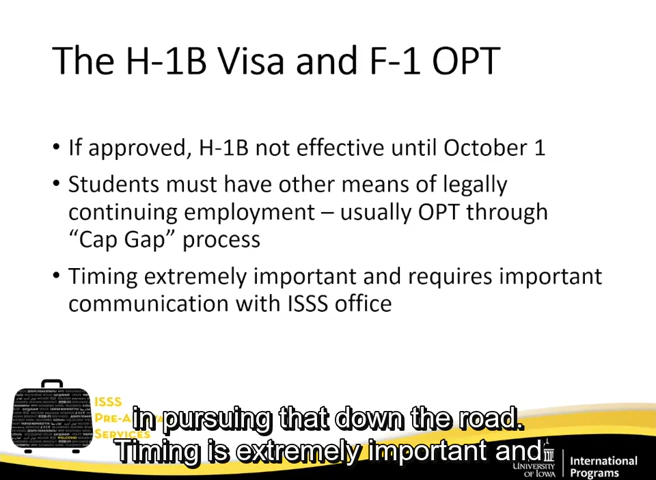 The H-1B Visa and F-1 OPT
• If approved, H-1B not effective until October 1
• Students must have other means of legally
continuing employment – usually OPT through
“Cap Gap” process
• Timing extremely important and requires important
communication with ISSS office
ISSS
in pursuing that down the road.
SERVICES
Timing is extremely important and
UNIVERSITY
OF IOWA
International
Programs